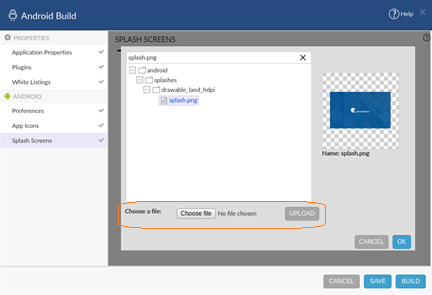 Android Build
Help
PROPERTIES
Application Properties
Plugins
White Listings
ANDROID
Preferences
App Icons
Splash Screens
SPLASH SCREENS
splash.png
android
splashes
drawable_land_hdpi
splash.png
Name: splash.png
Choose a file:
Choose file
No file chosen
UPLOAD
CANCEL
OK
CANCEL
SAVE
BUILD